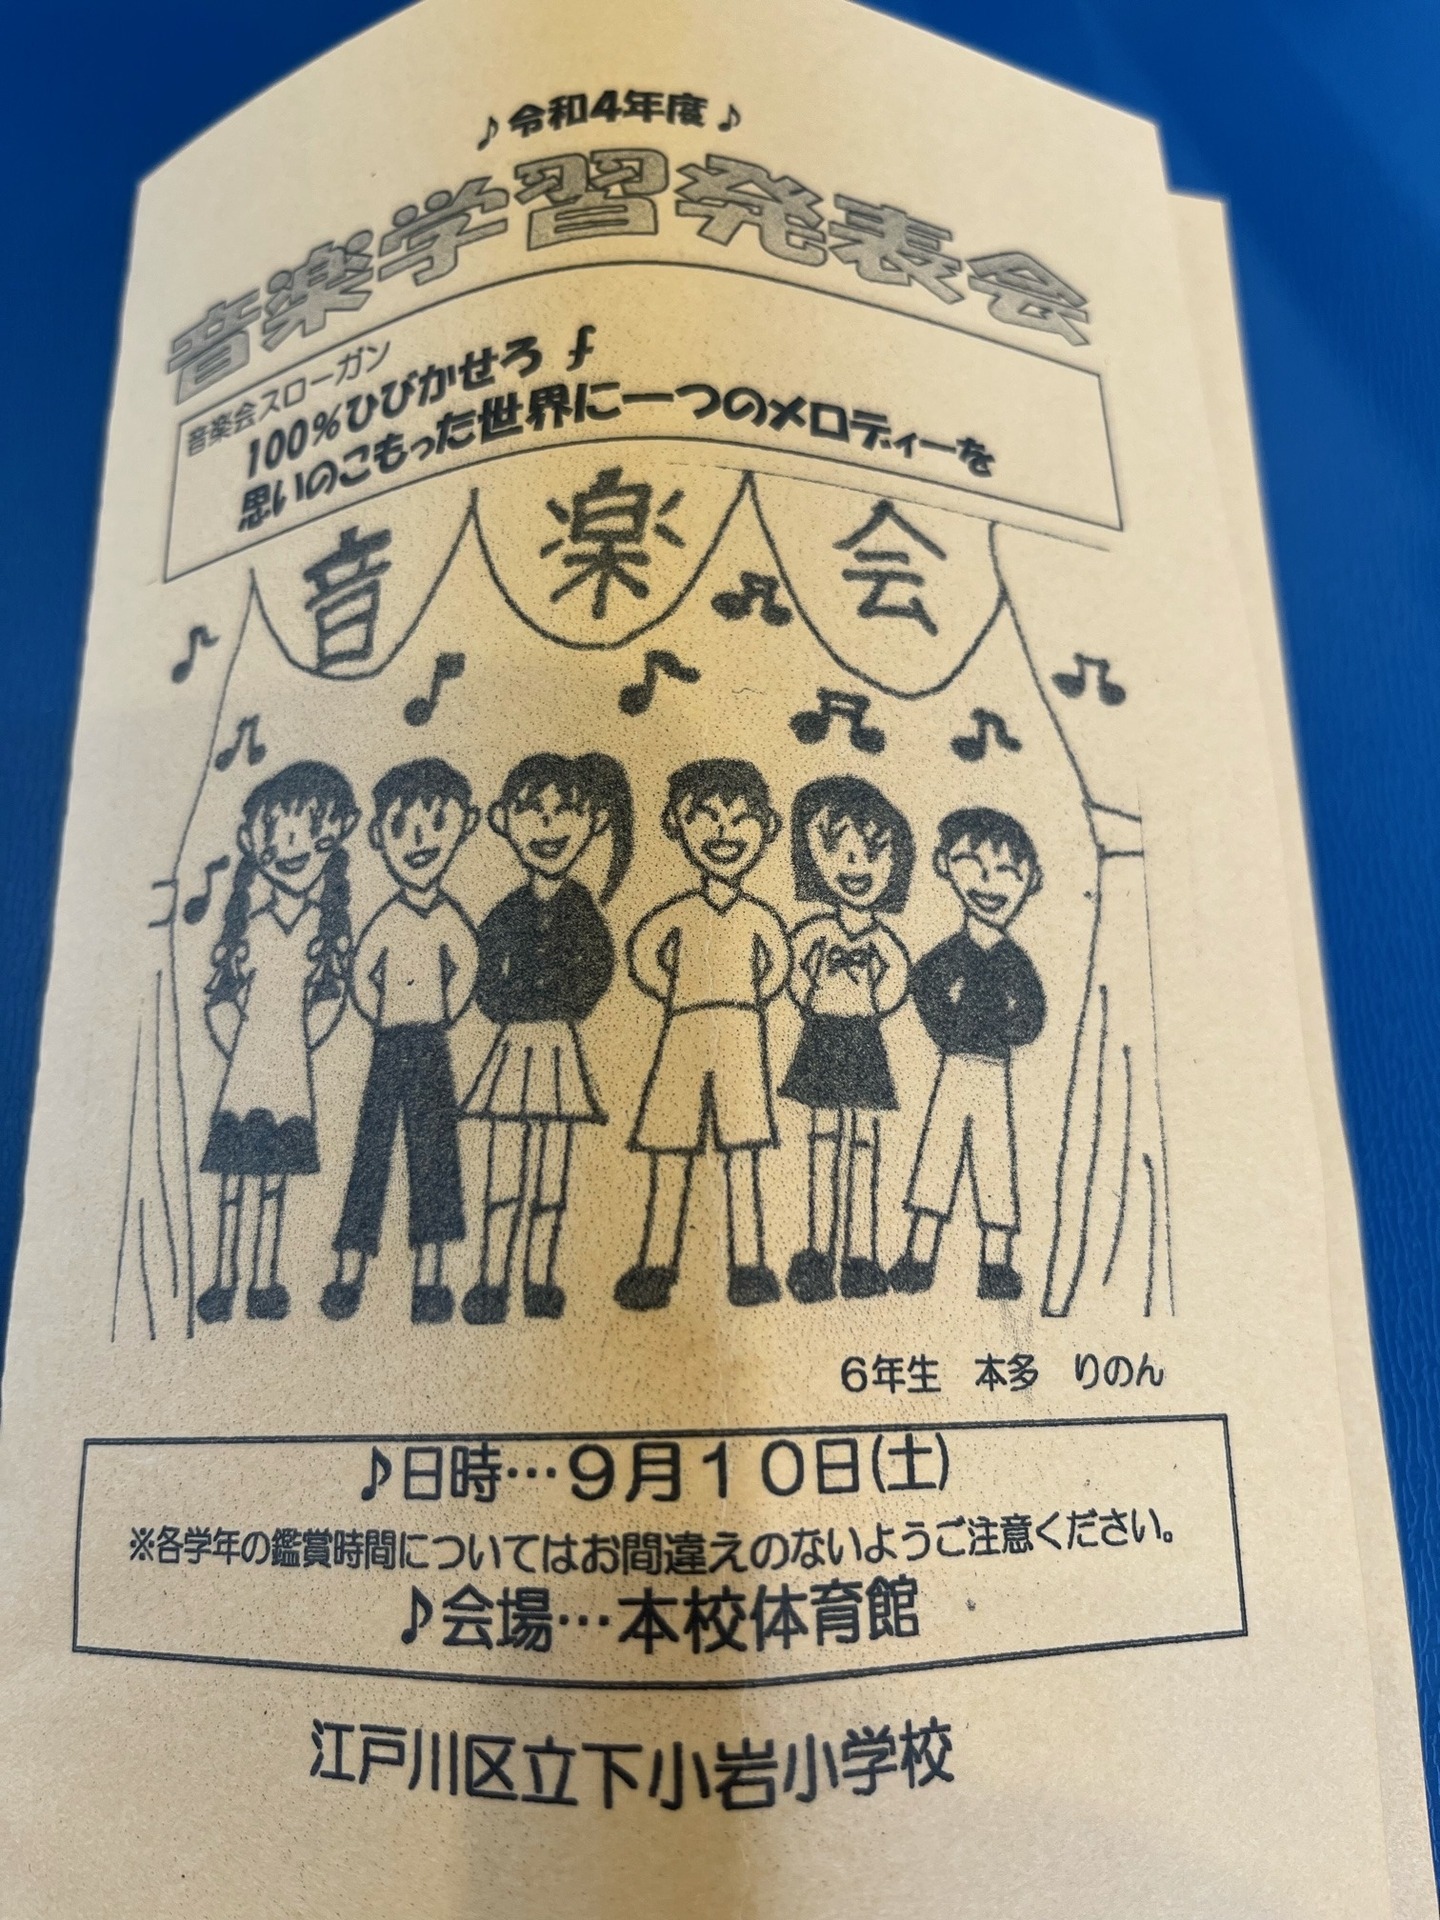 ♪令和4年度♪
音楽学習発表会
音楽会スローガン
100%ひびかせろ f
思いのこもった世界に一つのメロディーを
音楽会
6年生 本多 りのん
♪日時…9月10日(土)
※各学年の鑑賞時間についてはお間違えのないようご注意ください。
♪会場…本校体育館
江戸川区立下小岩小学校